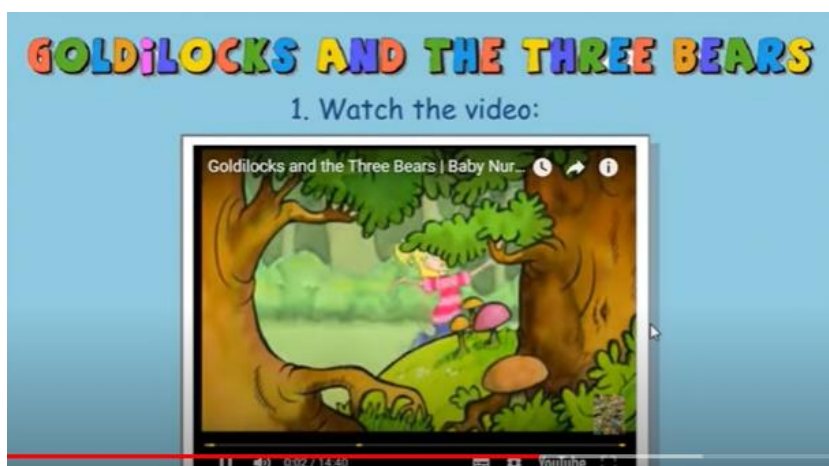 GOLDiLOCKS AND THE THREE BEARS
1. Watch the video:
Goldilocks and the Three Bears | Baby Nur...
0:02 / 14:40
YouTube